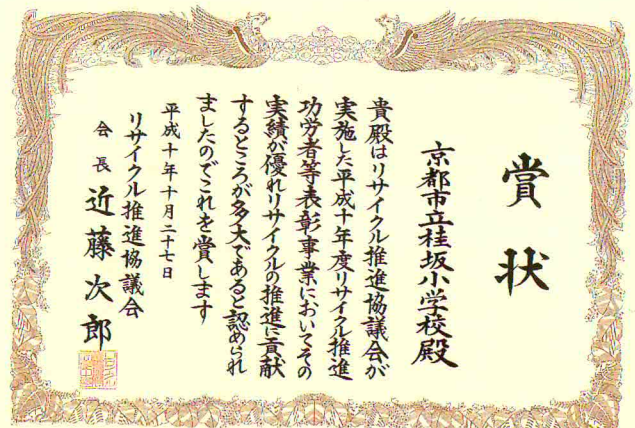 賞状
京都市立桂坂小学校殿
貴殿はリサイクル推進協議会が
実施した平成十年度リサイクル推進
功労者等表彰事業においてその
実績が優れリサイクルの推進に貢献
するところが多大であると認められ
ましたのでこれを賞します
平成十年十月二十七日
リサイクル推進協議会
会長 近藤次郎